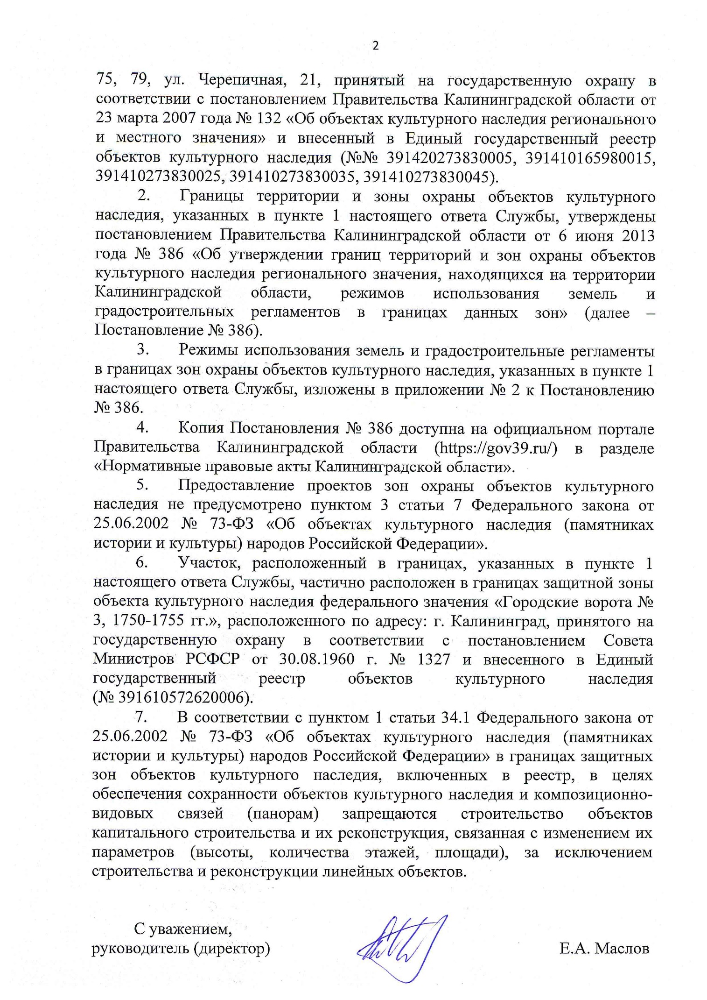 2
75, 79, ул. Черепичная, 21, принятый на государственную охрану в
соответствии с постановлением Правительства Калининградской области от
23 марта 2007 года № 132 «Об объектах культурного наследия регионального
и местного значения» и внесенный в Единый государственный реестр
объектов культурного наследия (№№ 391420273830005, 391410165980015,
391410273830025, 391410273830035, 391410273830045).
2. Границы территории и зоны охраны объектов культурного
наследия, указанных в пункте 1 настоящего ответа Службы, утверждены
постановлением Правительства Калининградской области от 6 июня 2013
года № 386 «Об утверждении границ территорий и зон охраны объектов
культурного наследия регионального значения, находящихся на территории
Калининградской области, режимов использования земель и
градостроительных регламентов в границах данных зон» (далее –
Постановление № 386).
3. Режимы использования земель и градостроительные регламенты
в границах зон охраны объектов культурного наследия, указанных в пункте 1
настоящего ответа Службы, изложены в приложении № 2 к Постановлению
№ 386.
4. Копия Постановления № 386 доступна на официальном портале
Правительства Калининградской области (https://gov39.ru/) в разделе
«Нормативные правовые акты Калининградской области».
5. Предоставление проектов зон охраны объектов культурного
наследия не предусмотрено пунктом 3 статьи 7 Федерального закона от
25.06.2002 № 73-ФЗ «Об объектах культурного наследия (памятниках
истории и культуры) народов Российской Федерации».
6. Участок, расположенный в границах, указанных в пункте 1
настоящего ответа Службы, частично расположен в границах защитной зоны
объекта культурного наследия федерального значения «Городские ворота №
3, 1750-1755 гг.», расположенного по адресу: г. Калининград, принятого на
государственную охрану в соответствии с постановлением Совета
Министров РСФСР от 30.08.1960 г. № 1327 и внесенного в Единый
государственный реестр объектов культурного наследия
(№ 391610572620006).
7. В соответствии с пунктом 1 статьи 34.1 Федерального закона от
25.06.2002 № 73-ФЗ «Об объектах культурного наследия (памятниках
истории и культуры) народов Российской Федерации» в границах защитных
зон объектов культурного наследия, включенных в реестр, в целях
обеспечения сохранности объектов культурного наследия и композиционно-
видовых связей (панорам) запрещаются строительство объектов
капитального строительства и их реконструкция, связанная с изменением их
параметров (высоты, количества этажей, площади), за исключением
строительства и реконструкции линейных объектов.
С уважением,
руководитель (директор) Е.А. Маслов